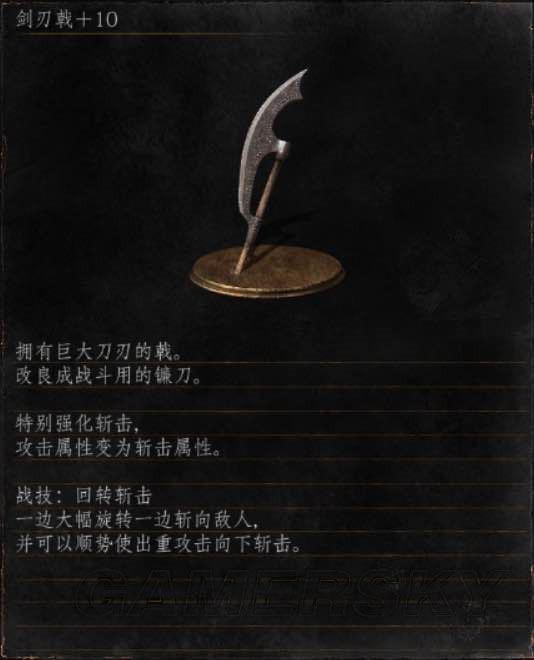 剑刃戟＋10
拥有巨大刀刃的戟。
改良成战斗用的镰刀。
特别强化斩击，
攻击属性变为斩击属性。
战技：回转斩击
一边大幅旋转一边斩向敌人，
并可以顺势使出重攻击向下斩击。
GAMERSKY